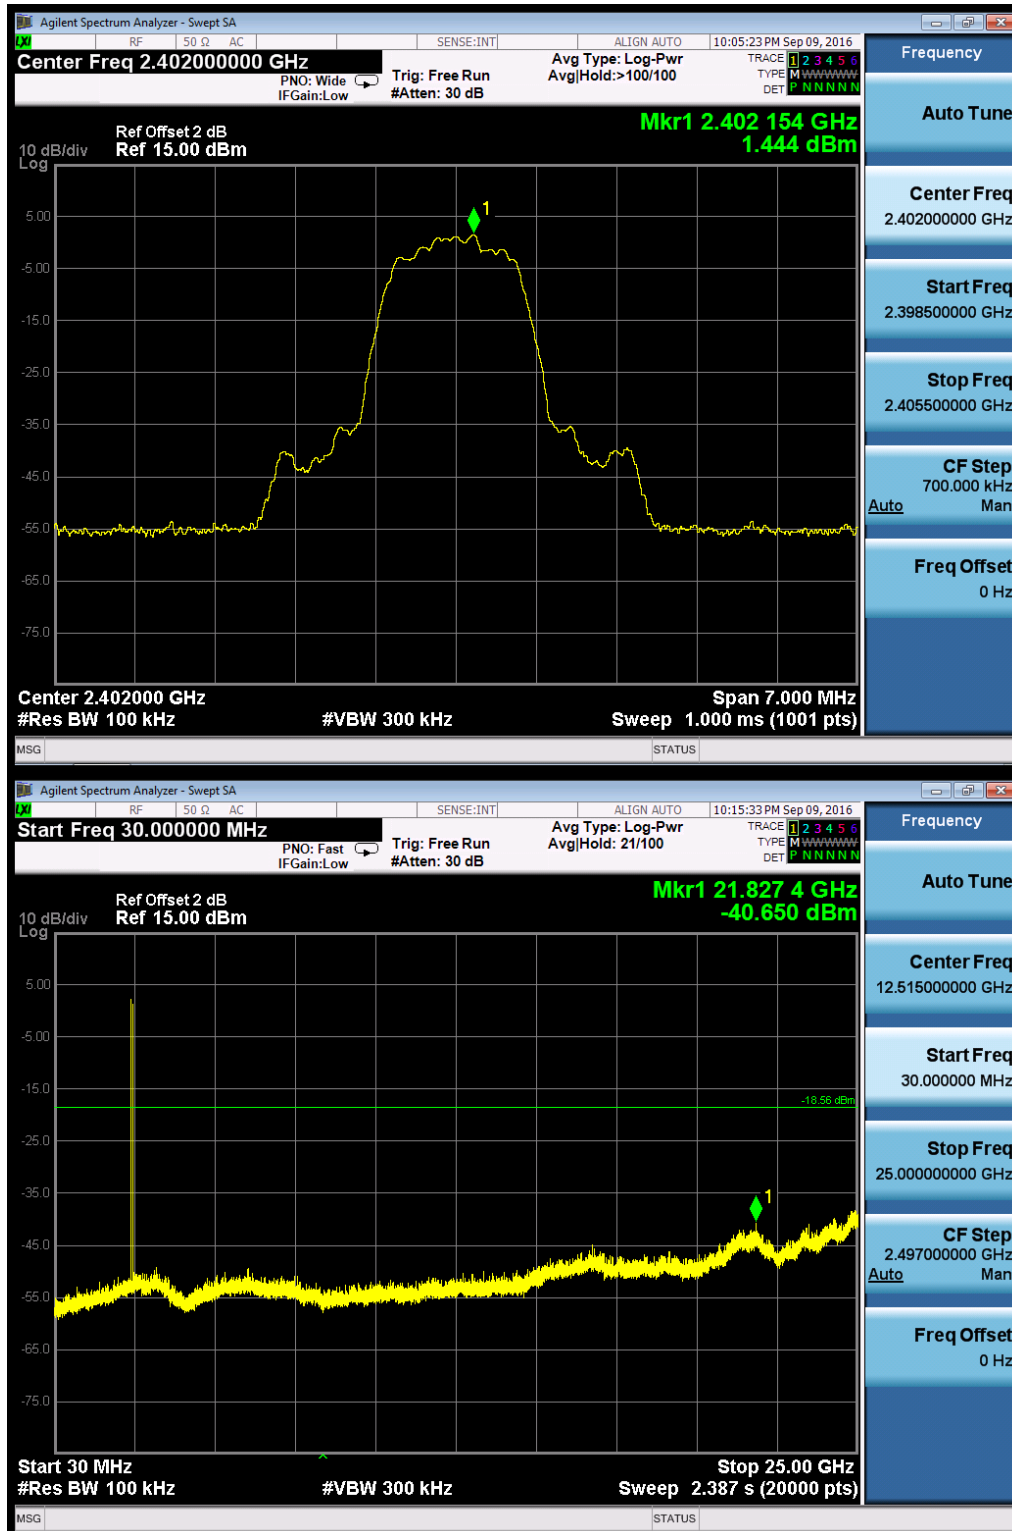 Agilent Spectrum Analyzer - Swept SA
LXI RF 50 Ω AC SENSE:INT ALIGN AUTO 10:05:23 PM Sep 09, 2016
Center Freq 2.402000000 GHz
PNO: Wide
IFGain:Low
Trig: Free Run
#Atten: 30 dB
Avg Type: Log-Pwr
Avg|Hold:>100/100
TRACE 1 2 3 4 5 6
TYPE M WWWWW
DET P N N N N N
Ref Offset 2 dB
10 dB/div Ref 15.00 dBm
Log
Mkr1 2.402 154 GHz
1.444 dBm
1
5.00
-5.00
-15.0
-25.0
-35.0
-45.0
-55.0
-65.0
-75.0
Center 2.402000 GHz Span 7.000 MHz
#Res BW 100 kHz #VBW 300 kHz Sweep 1.000 ms (1001 pts)
MSG STATUS
Frequency
Auto Tune
Center Freq
2.402000000 GHz
Start Freq
2.398500000 GHz
Stop Freq
2.405500000 GHz
CF Step
700.000 kHz
Auto Man
Freq Offset
0 Hz
Agilent Spectrum Analyzer - Swept SA
LXI RF 50 Ω AC SENSE:INT ALIGN AUTO 10:15:33 PM Sep 09, 2016
Start Freq 30.000000 MHz
PNO: Fast
IFGain:Low
Trig: Free Run
#Atten: 30 dB
Avg Type: Log-Pwr
Avg|Hold: 21/100
TRACE 1 2 3 4 5 6
TYPE M WWWWW
DET P N N N N N
Ref Offset 2 dB
10 dB/div Ref 15.00 dBm
Log
Mkr1 21.827 4 GHz
-40.650 dBm
5.00
-5.00
-15.0
-18.56 dBm
-25.0
-35.0
1
-45.0
-55.0
-65.0
-75.0
Start 30 MHz Stop 25.00 GHz
#Res BW 100 kHz #VBW 300 kHz Sweep 2.387 s (20000 pts)
MSG STATUS
Frequency
Auto Tune
Center Freq
12.515000000 GHz
Start Freq
30.000000 MHz
Stop Freq
25.000000000 GHz
CF Step
2.497000000 GHz
Auto Man
Freq Offset
0 Hz